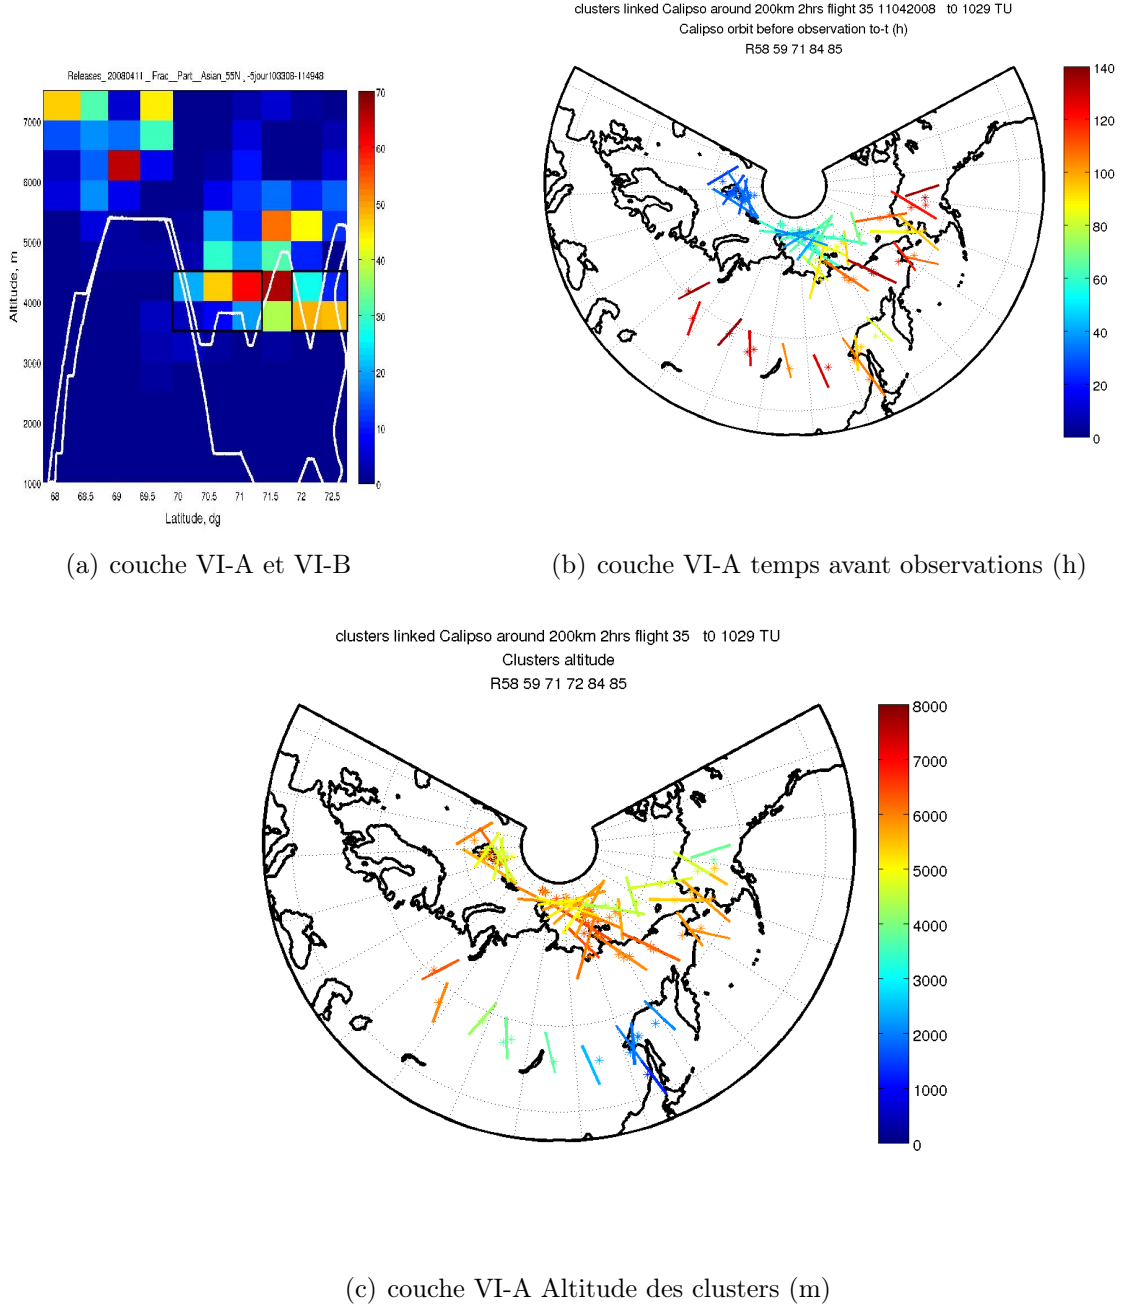 Releases_ 20080411 _ Frac__Part__Asian_55N , -5jour103308-114948
Altitude, m
7000
6000
5000
4000
3000
2000
1000
68 68.5 69 69.5 70 70.5 71 71.5 72 72.5
Latitude, dg
70
60
50
40
30
20
10
0
(a) couche VI-A et VI-B
clusters linked Calipso around 200km 2hrs flight 35 11042008 t0 1029 TU
Calipso orbit before observation to-t (h)
R58 59 71 84 85
140
120
100
80
60
40
20
0
(b) couche VI-A temps avant observations (h)
clusters linked Calipso around 200km 2hrs flight 35 t0 1029 TU
Clusters altitude
R58 59 71 72 84 85
8000
7000
6000
5000
4000
3000
2000
1000
0
(c) couche VI-A Altitude des clusters (m)